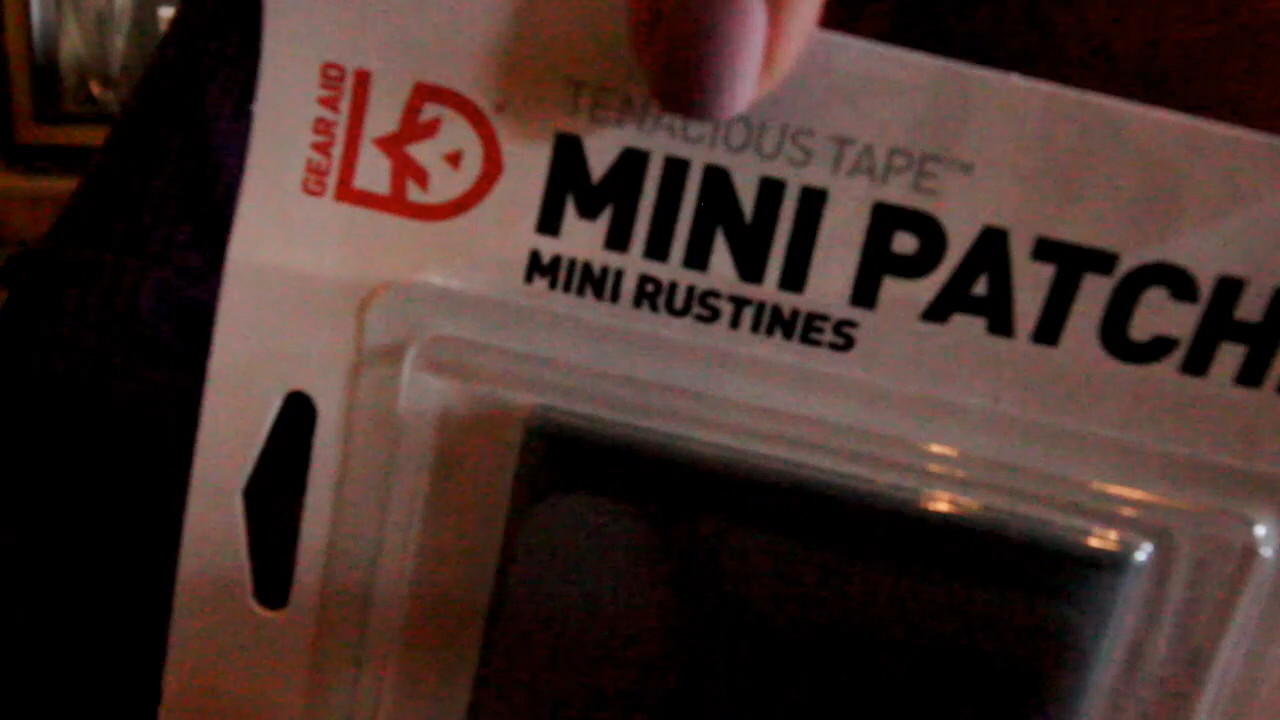 GEAR AID
TENACIOUS TAPE™
MINI PATCH
MINI RUSTINES